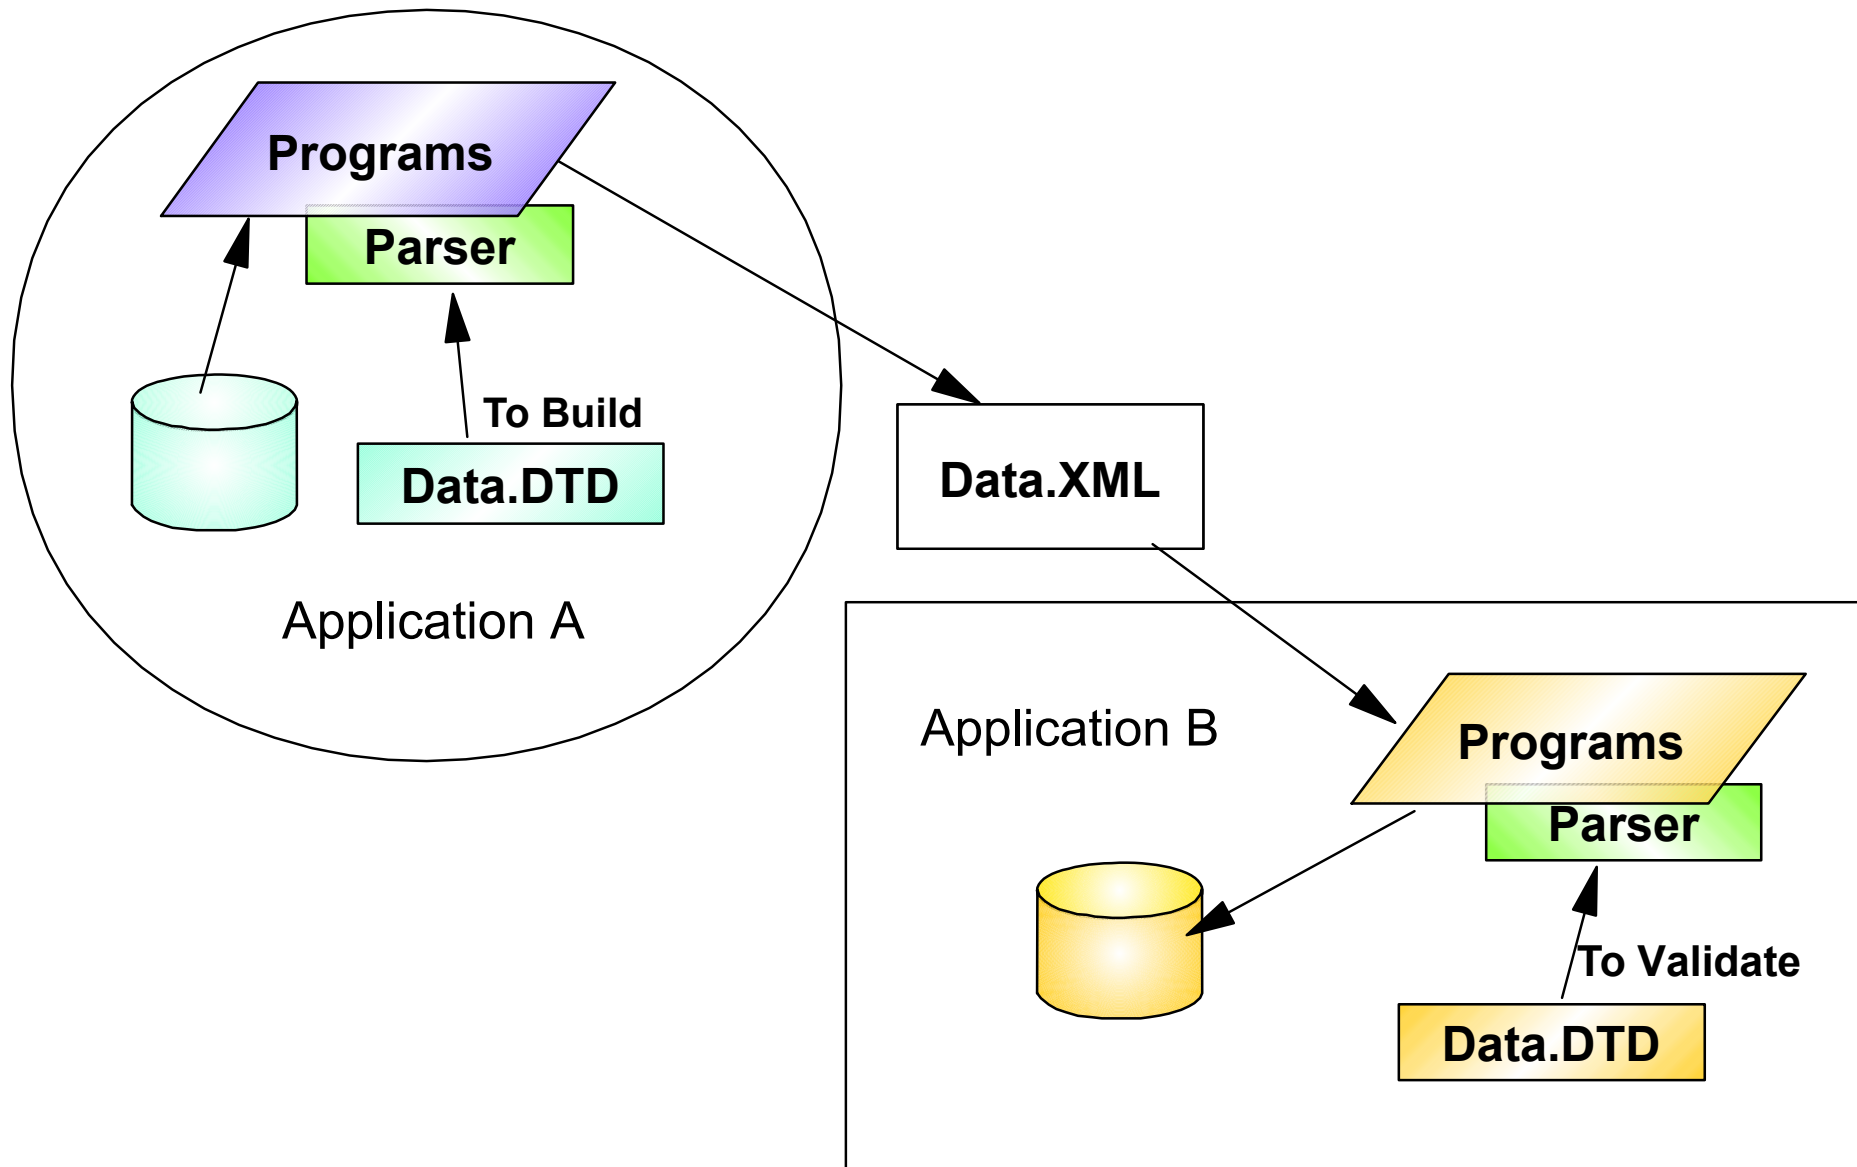 Programs
Parser
To Build
Data.DTD
Application A
Data.XML
Application B
Programs
Parser
To Validate
Data.DTD